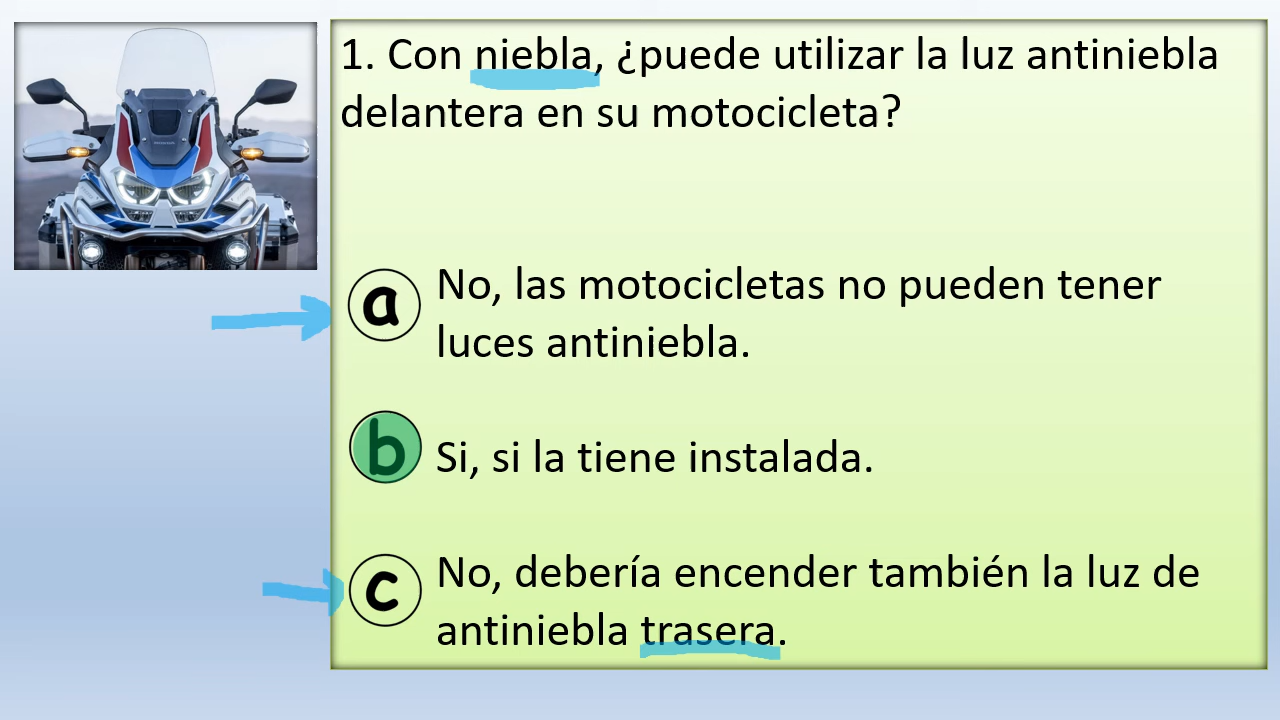 1. Con niebla, ¿puede utilizar la luz antiniebla
delantera en su motocicleta?
a
No, las motocicletas no pueden tener
luces antiniebla.
b
Si, si la tiene instalada.
c
No, debería encender también la luz de
antiniebla trasera.